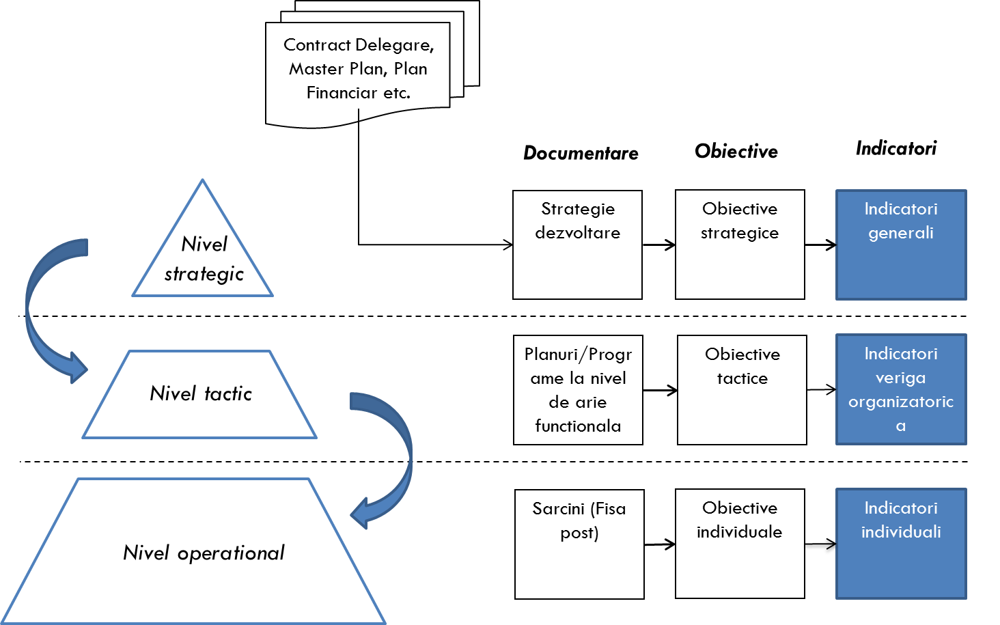 Contract Delegare,
Master Plan, Plan
Financiar etc.
Documentare
Obiective
Indicatori
Nivel
strategic
Strategie
dezvoltare
Obiective
strategice
Indicatori
generali
Nivel tactic
Planuri/Progr
ame la nivel
de arie
functionala
Obiective
tactice
Indicatori
veriga
organizatoric
a
Nivel operational
Sarcini (Fisa
post)
Obiective
individuale
Indicatori
individuali